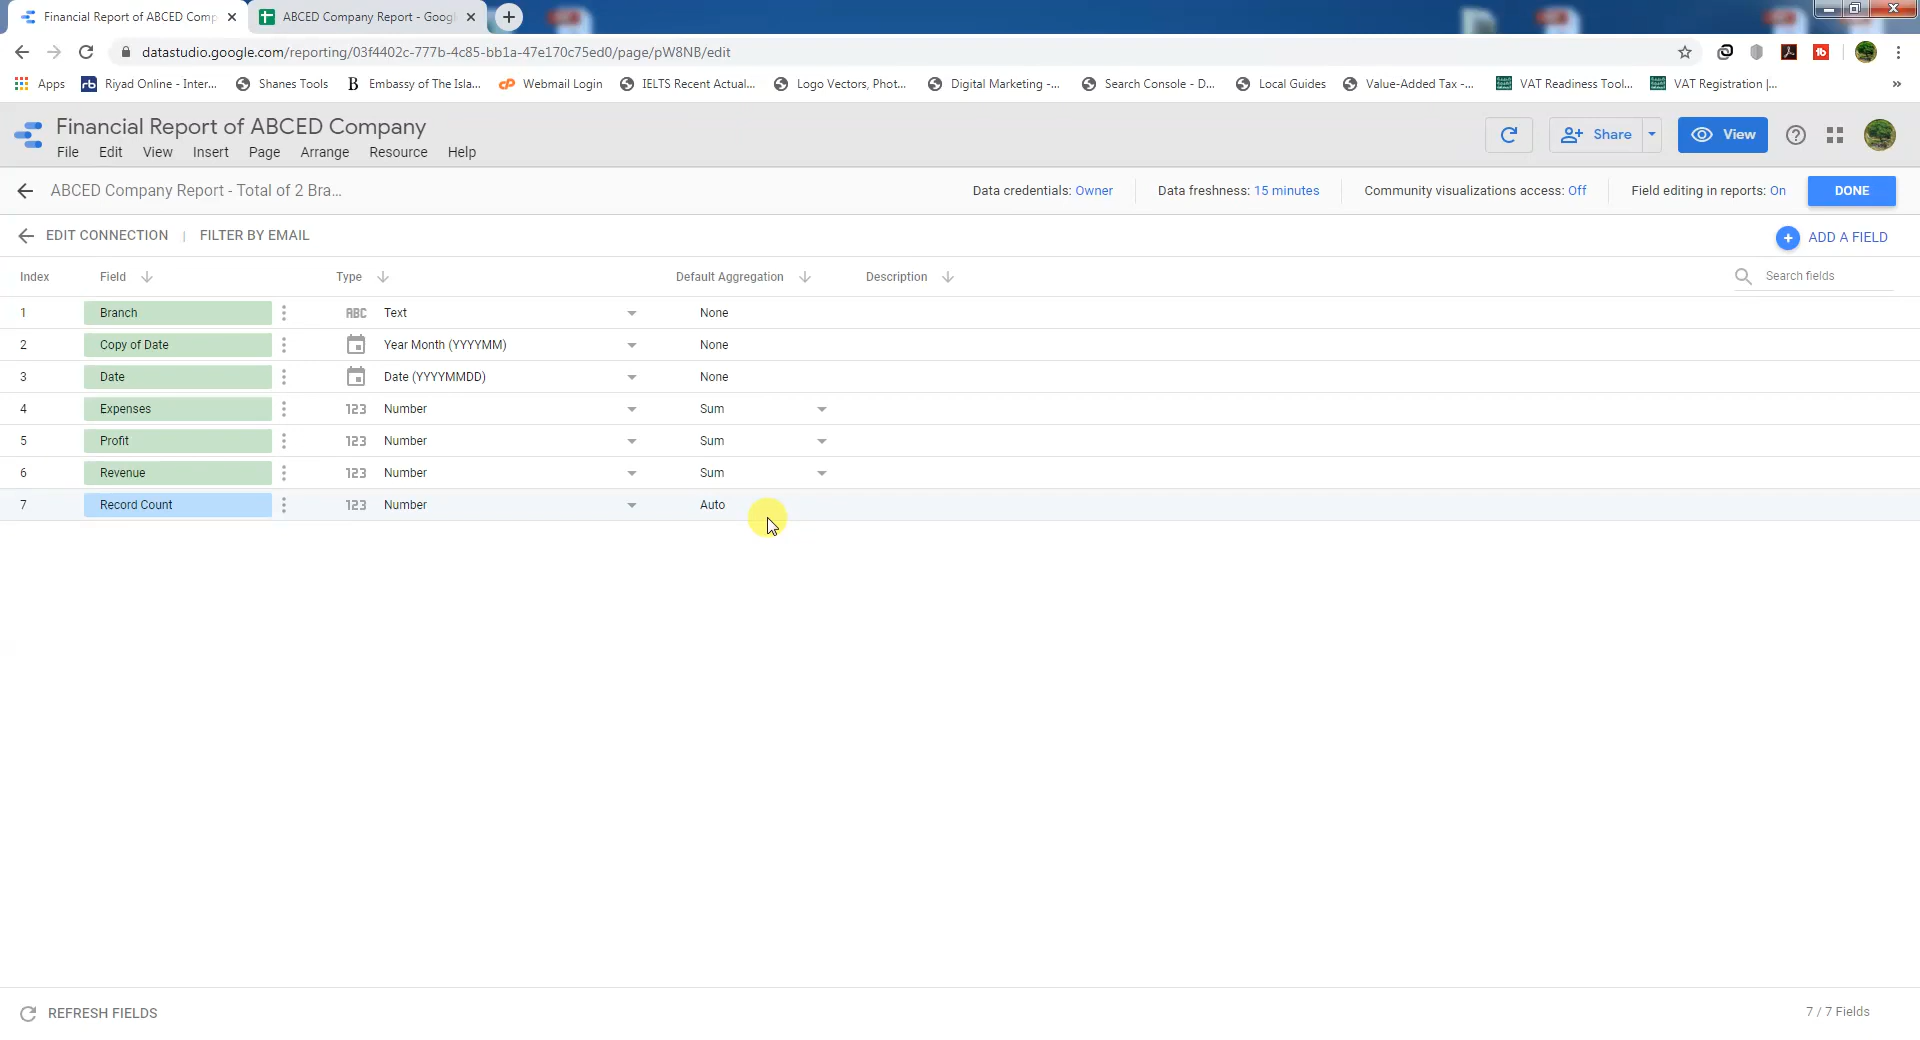 Financial Report of ABCED Comp
ABCED Company Report - Googl
datastudio.google.com/reporting/03f4402c-777b-4c85-bb1a-47e170c75ed0/page/pW8NB/edit
Apps
rb Riyad Online - Inter...
Shanes Tools
B Embassy of The Isla...
cP Webmail Login
IELTS Recent Actual...
Logo Vectors, Phot...
Digital Marketing -...
Search Console - D...
Local Guides
Value-Added Tax -...
VAT Readiness Tool...
VAT Registration |...
»
Financial Report of ABCED Company
File Edit View Insert Page Arrange Resource Help
Share
View
ABCED Company Report - Total of 2 Bra...
Data credentials: Owner
Data freshness: 15 minutes
Community visualizations access: Off
Field editing in reports: On
DONE
EDIT CONNECTION | FILTER BY EMAIL
ADD A FIELD
Index Field Type Default Aggregation Description
Search fields
1 Branch ABC Text None
2 Copy of Date Year Month (YYYYMM) None
3 Date Date (YYYYMMDD) None
4 Expenses 123 Number Sum
5 Profit 123 Number Sum
6 Revenue 123 Number Sum
7 Record Count 123 Number Auto
REFRESH FIELDS
7 / 7 Fields